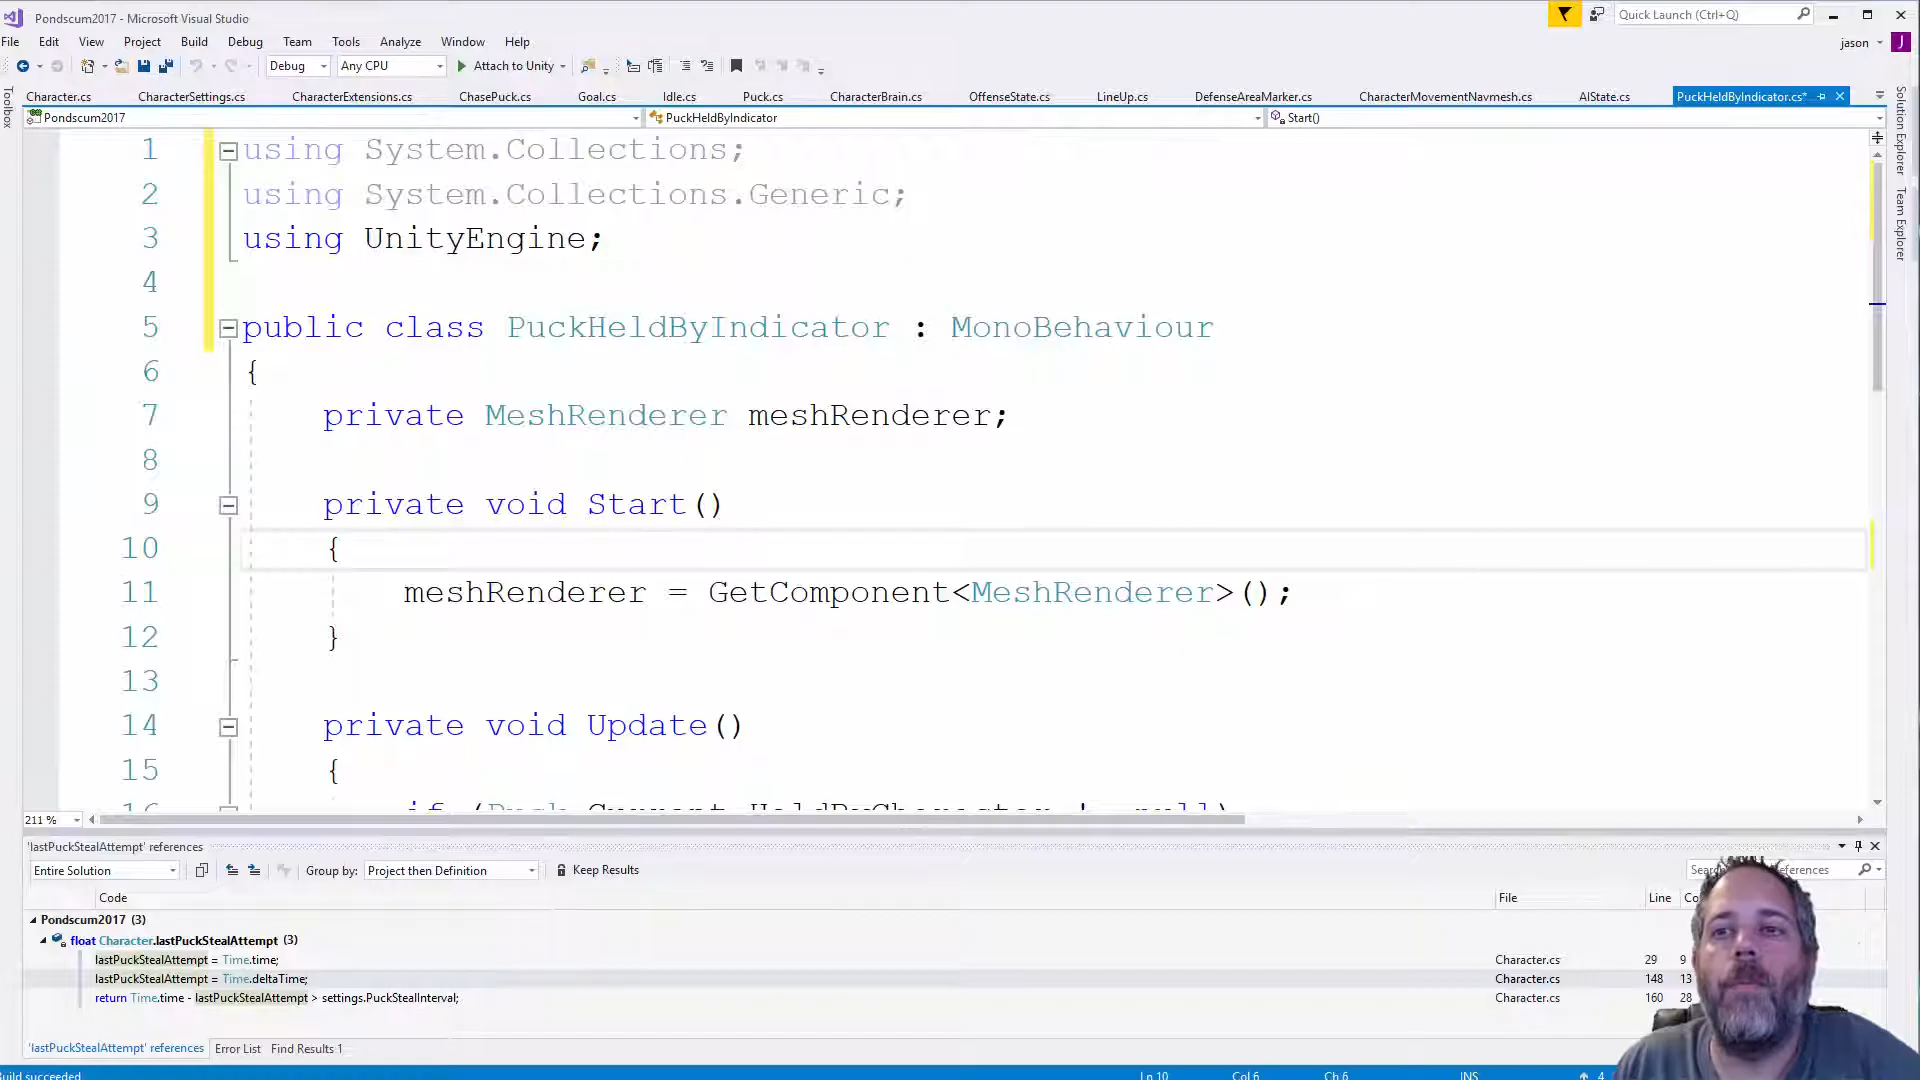 Pondscum2017 - Microsoft Visual Studio
Quick Launch (Ctrl+Q)
File Edit View Project Build Debug Team Tools Analyze Window Help
jason J
Debug Any CPU Attach to Unity
Character.cs CharacterSettings.cs CharacterExtensions.cs ChasePuck.cs Goal.cs Idle.cs Puck.cs CharacterBrain.cs OffenseState.cs LineUp.cs DefenseAreaMarker.cs CharacterMovementNavmesh.cs AIState.cs PuckHeldByIndicator.cs*
Toolbox
Solution Explorer
Team Explorer
Pondscum2017 PuckHeldByIndicator Start()
1 using System.Collections;
2 using System.Collections.Generic;
3 using UnityEngine;
4
5 public class PuckHeldByIndicator : MonoBehaviour
6 {
7 private MeshRenderer meshRenderer;
8
9 private void Start()
10 {
11 meshRenderer = GetComponent<MeshRenderer>();
12 }
13
14 private void Update()
15 {
16 if (Puck.Current.HeldByCharacter != null)
211 %
'lastPuckStealAttempt' references
Entire Solution Group by: Project then Definition Keep Results
Code File Line
Pondscum2017 (3)
float Character.lastPuckStealAttempt (3)
lastPuckStealAttempt = Time.time; Character.cs 29 9
lastPuckStealAttempt = Time.deltaTime; Character.cs 148 13
return Time.time - lastPuckStealAttempt > settings.PuckStealInterval; Character.cs 160 28
'lastPuckStealAttempt' references Error List Find Results 1
Build succeeded Ln 10 Col 6 Ch 6 INS 4